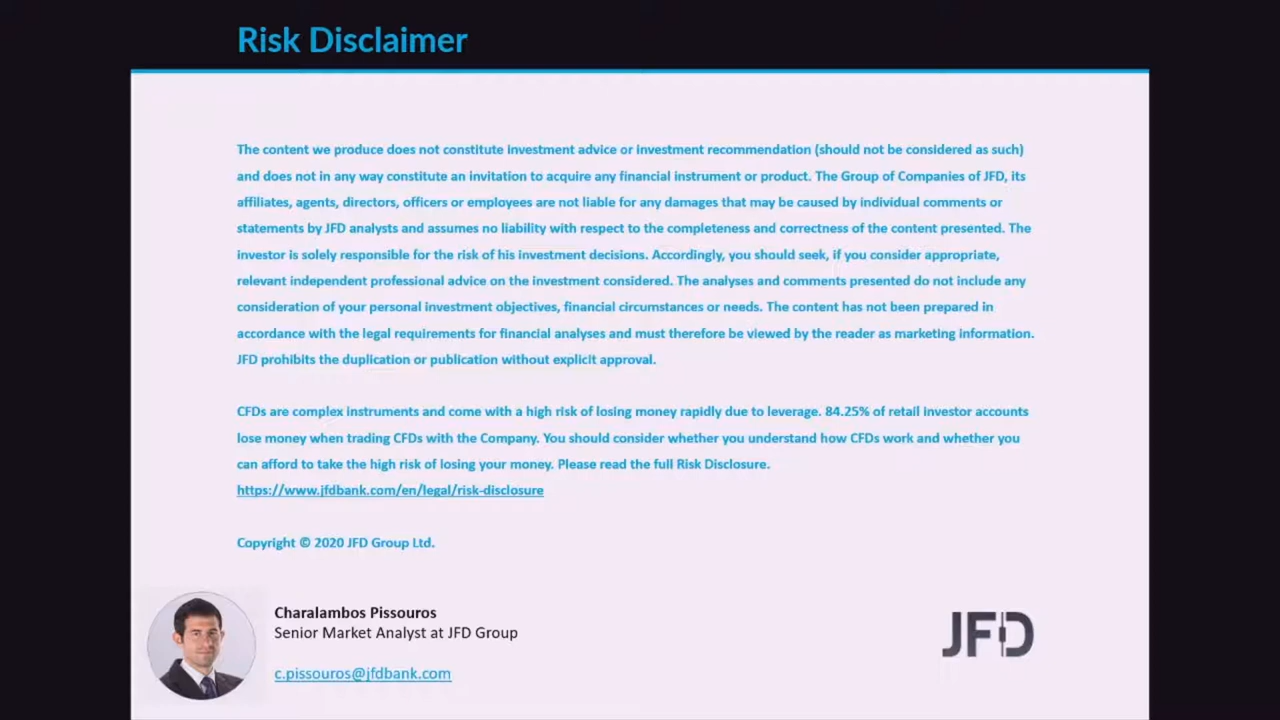 Risk Disclaimer
The content we produce does not constitute investment advice or investment recommendation (should not be considered as such)
and does not in any way constitute an invitation to acquire any financial instrument or product. The Group of Companies of JFD, its
affiliates, agents, directors, officers or employees are not liable for any damages that may be caused by individual comments or
statements by JFD analysts and assumes no liability with respect to the completeness and correctness of the content presented. The
investor is solely responsible for the risk of his investment decisions. Accordingly, you should seek, if you consider appropriate,
relevant independent professional advice on the investment considered. The analyses and comments presented do not include any
consideration of your personal investment objectives, financial circumstances or needs. The content has not been prepared in
accordance with the legal requirements for financial analyses and must therefore be viewed by the reader as marketing information.
JFD prohibits the duplication or publication without explicit approval.
CFDs are complex instruments and come with a high risk of losing money rapidly due to leverage. 84.25% of retail investor accounts
lose money when trading CFDs with the Company. You should consider whether you understand how CFDs work and whether you
can afford to take the high risk of losing your money. Please read the full Risk Disclosure.
https://www.jfdbank.com/en/legal/risk-disclosure
Copyright © 2020 JFD Group Ltd.
Charalambos Pissouros
Senior Market Analyst at JFD Group
c.pissouros@jfdbank.com
JFD